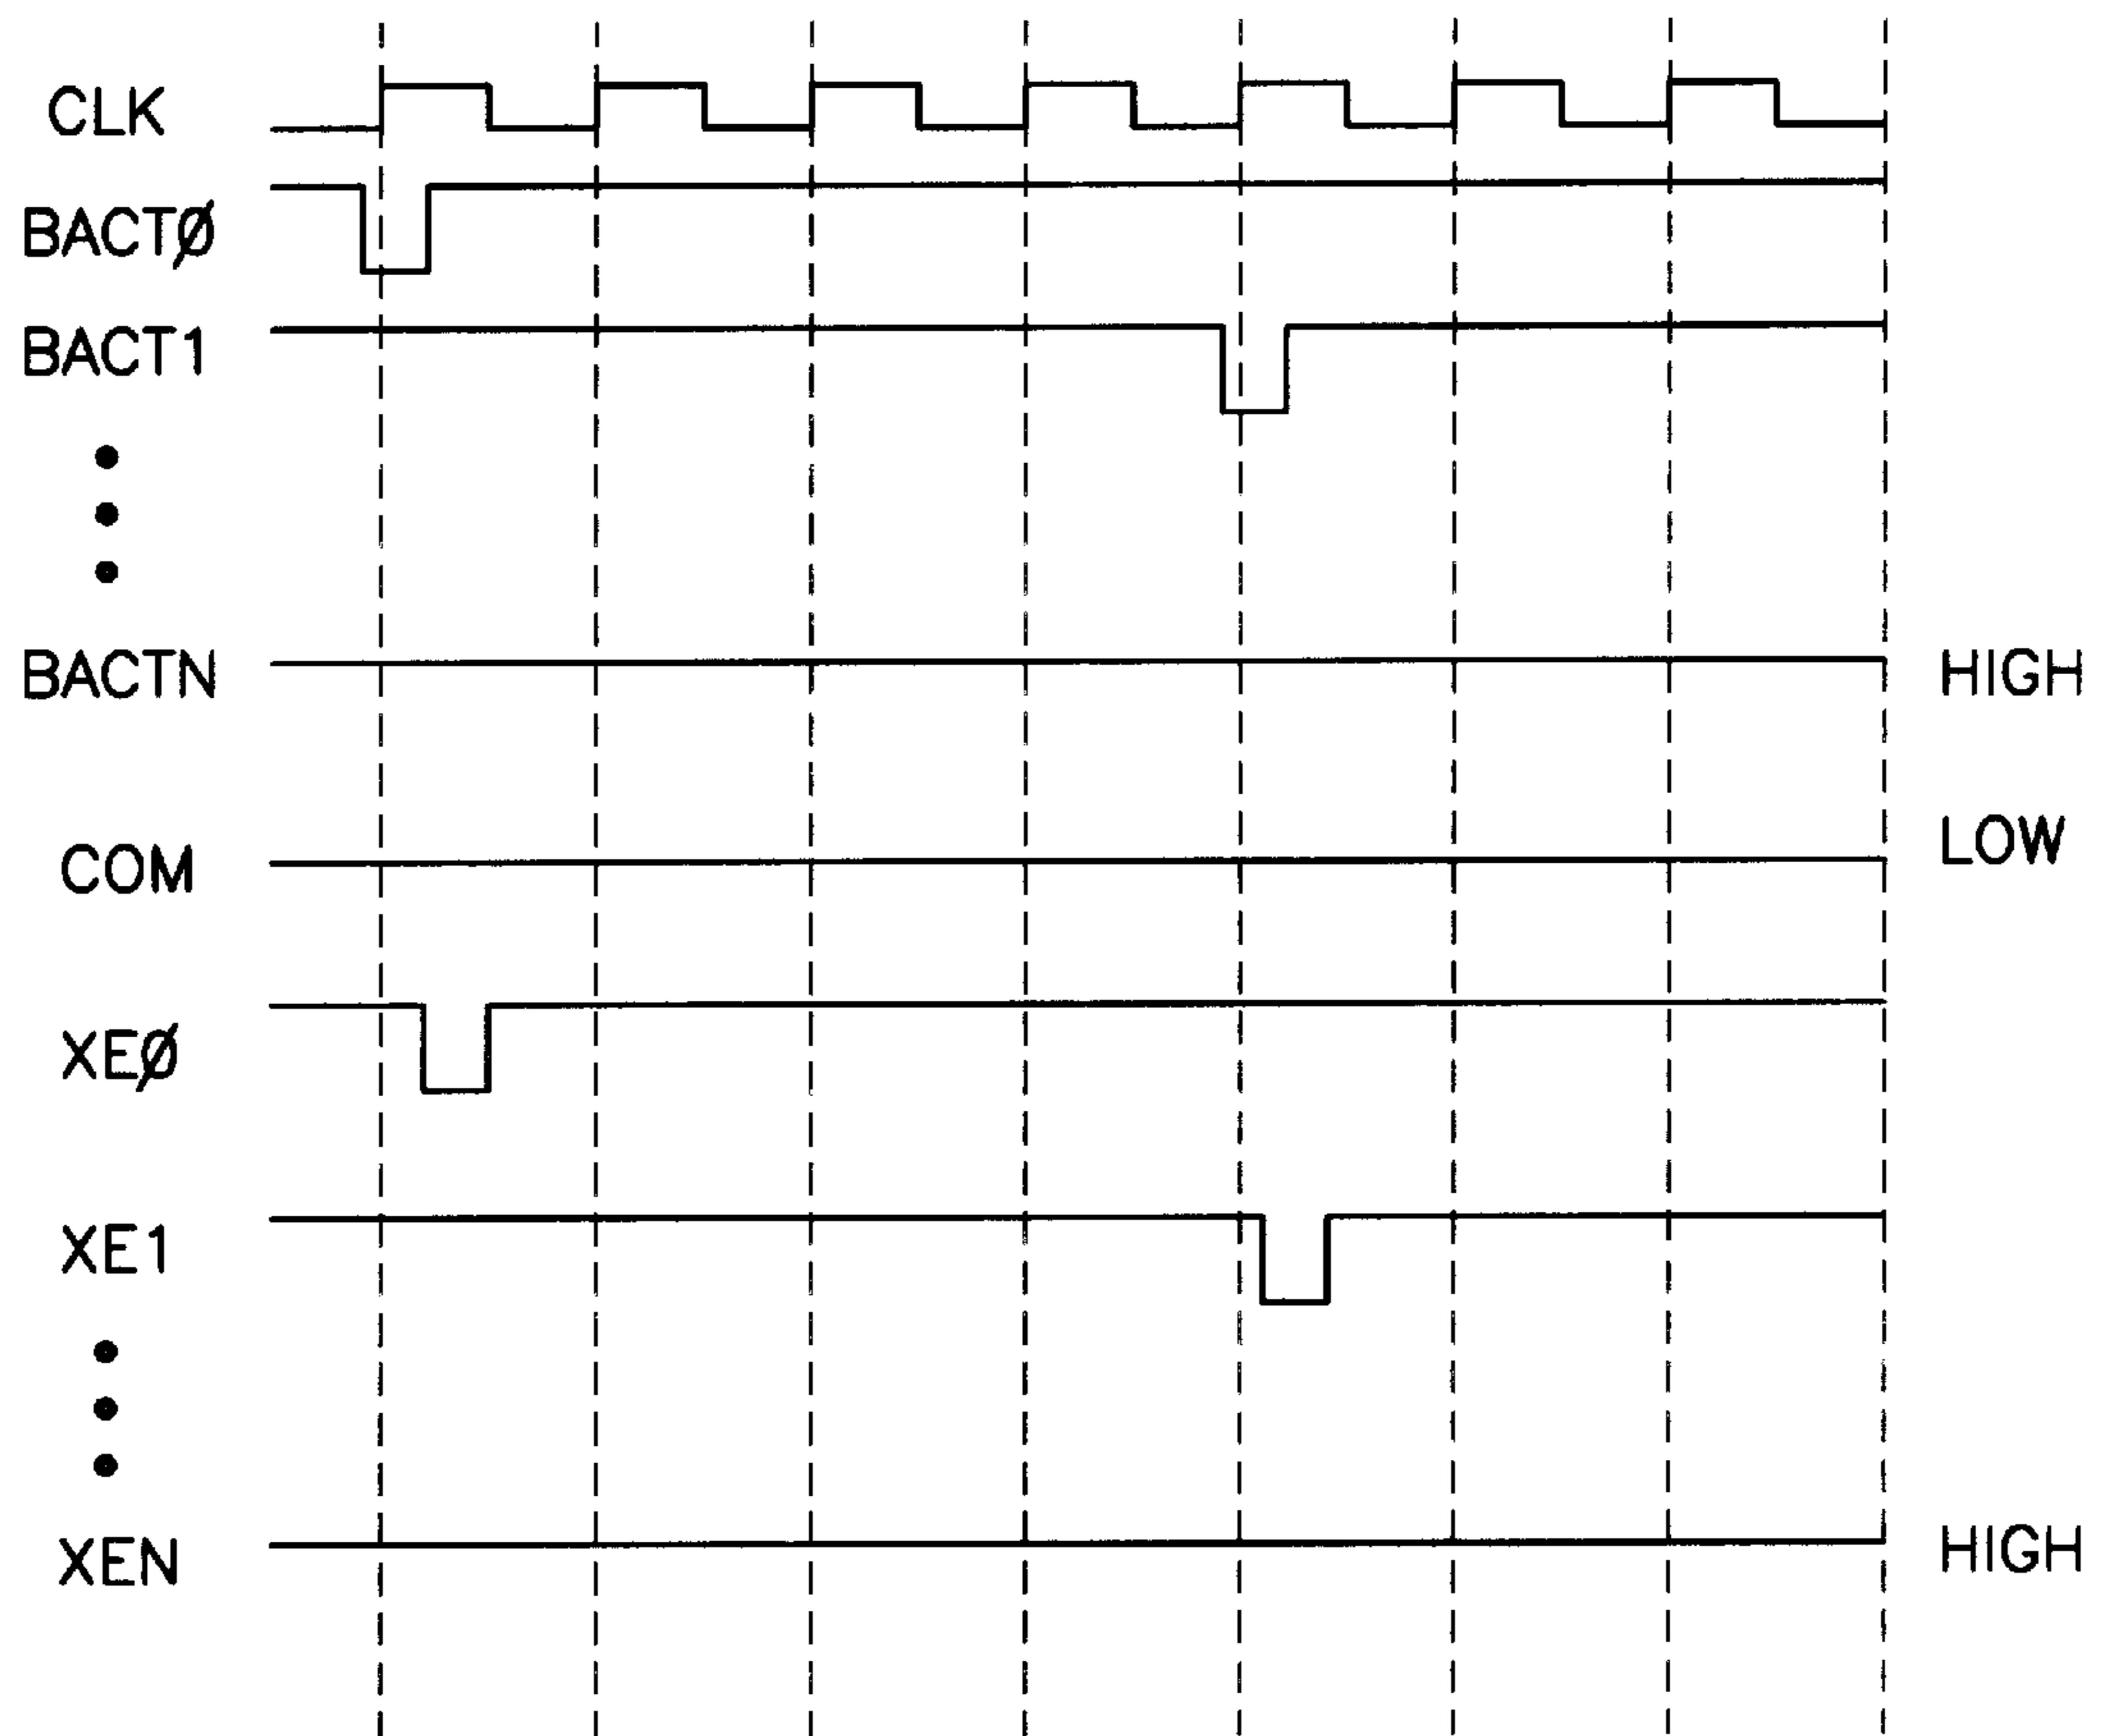 CLK
BACTØ
BACT1
BACTN HIGH
COM LOW
XEØ
XE1
XEN HIGH